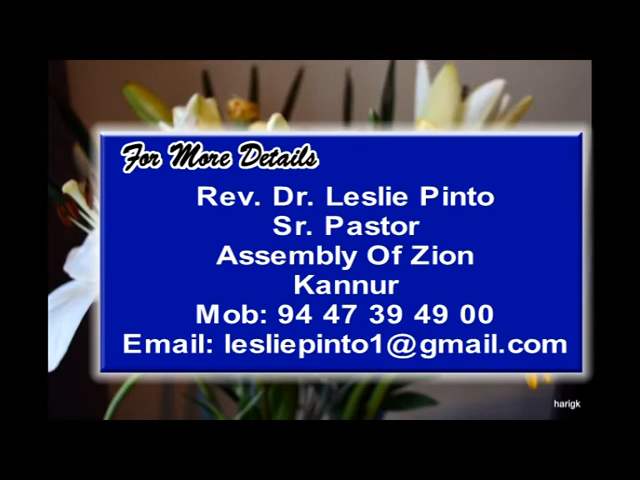 For More Details
Rev. Dr. Leslie Pinto
Sr. Pastor
Assembly Of Zion
Kannur
Mob: 94 47 39 49 00
Email: lesliepinto1@gmail.com
harigk